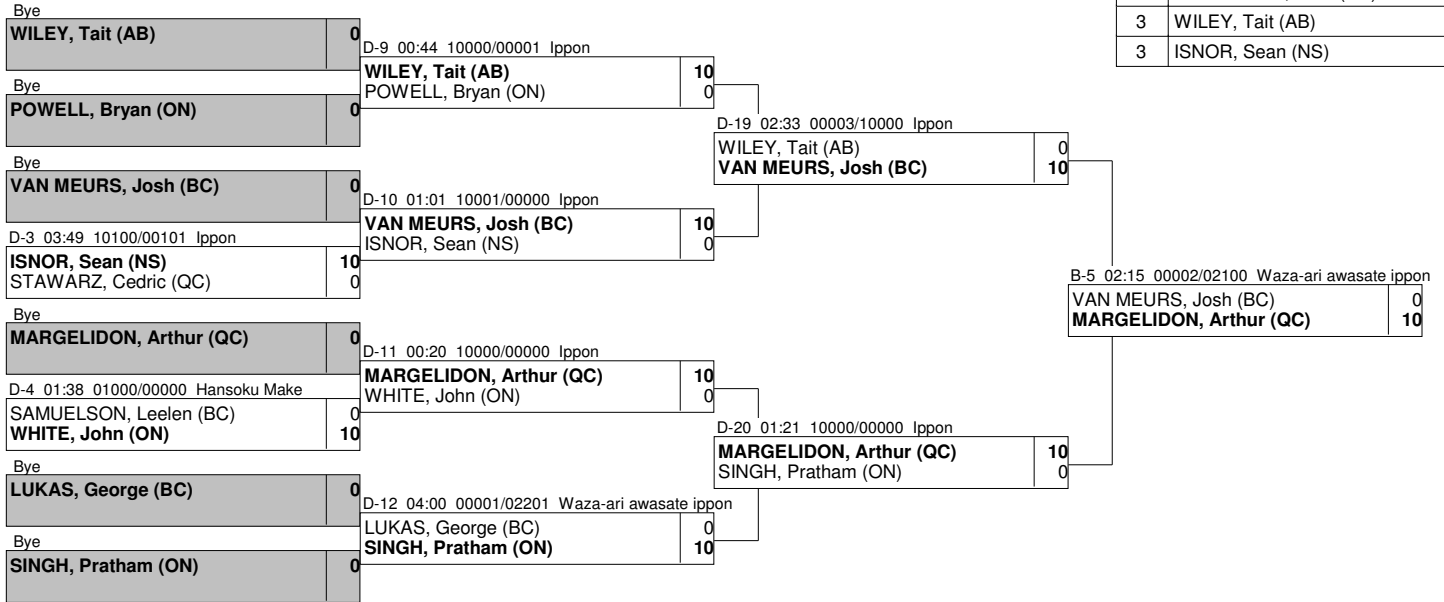 Bye
WILEY, Tait (AB) 0
Bye
POWELL, Bryan (ON) 0
Bye
VAN MEURS, Josh (BC) 0
D-3 03:49 10100/00101 Ippon
ISNOR, Sean (NS) 10
STAWARZ, Cedric (QC) 0
Bye
MARGELIDON, Arthur (QC) 0
D-4 01:38 01000/00000 Hansoku Make
SAMUELSON, Leelen (BC) 0
WHITE, John (ON) 10
Bye
LUKAS, George (BC) 0
Bye
SINGH, Pratham (ON) 0
D-9 00:44 10000/00001 Ippon
WILEY, Tait (AB) 10
POWELL, Bryan (ON) 0
D-10 01:01 10001/00000 Ippon
VAN MEURS, Josh (BC) 10
ISNOR, Sean (NS) 0
D-11 00:20 10000/00000 Ippon
MARGELIDON, Arthur (QC) 10
WHITE, John (ON) 0
D-12 04:00 00001/02201 Waza-ari awasate ippon
LUKAS, George (BC) 0
SINGH, Pratham (ON) 10
D-19 02:33 00003/10000 Ippon
WILEY, Tait (AB) 0
VAN MEURS, Josh (BC) 10
D-20 01:21 10000/00000 Ippon
MARGELIDON, Arthur (QC) 10
SINGH, Pratham (ON) 0
B-5 02:15 00002/02100 Waza-ari awasate ippon
VAN MEURS, Josh (BC) 0
MARGELIDON, Arthur (QC) 10
3 WILEY, Tait (AB)
3 ISNOR, Sean (NS)